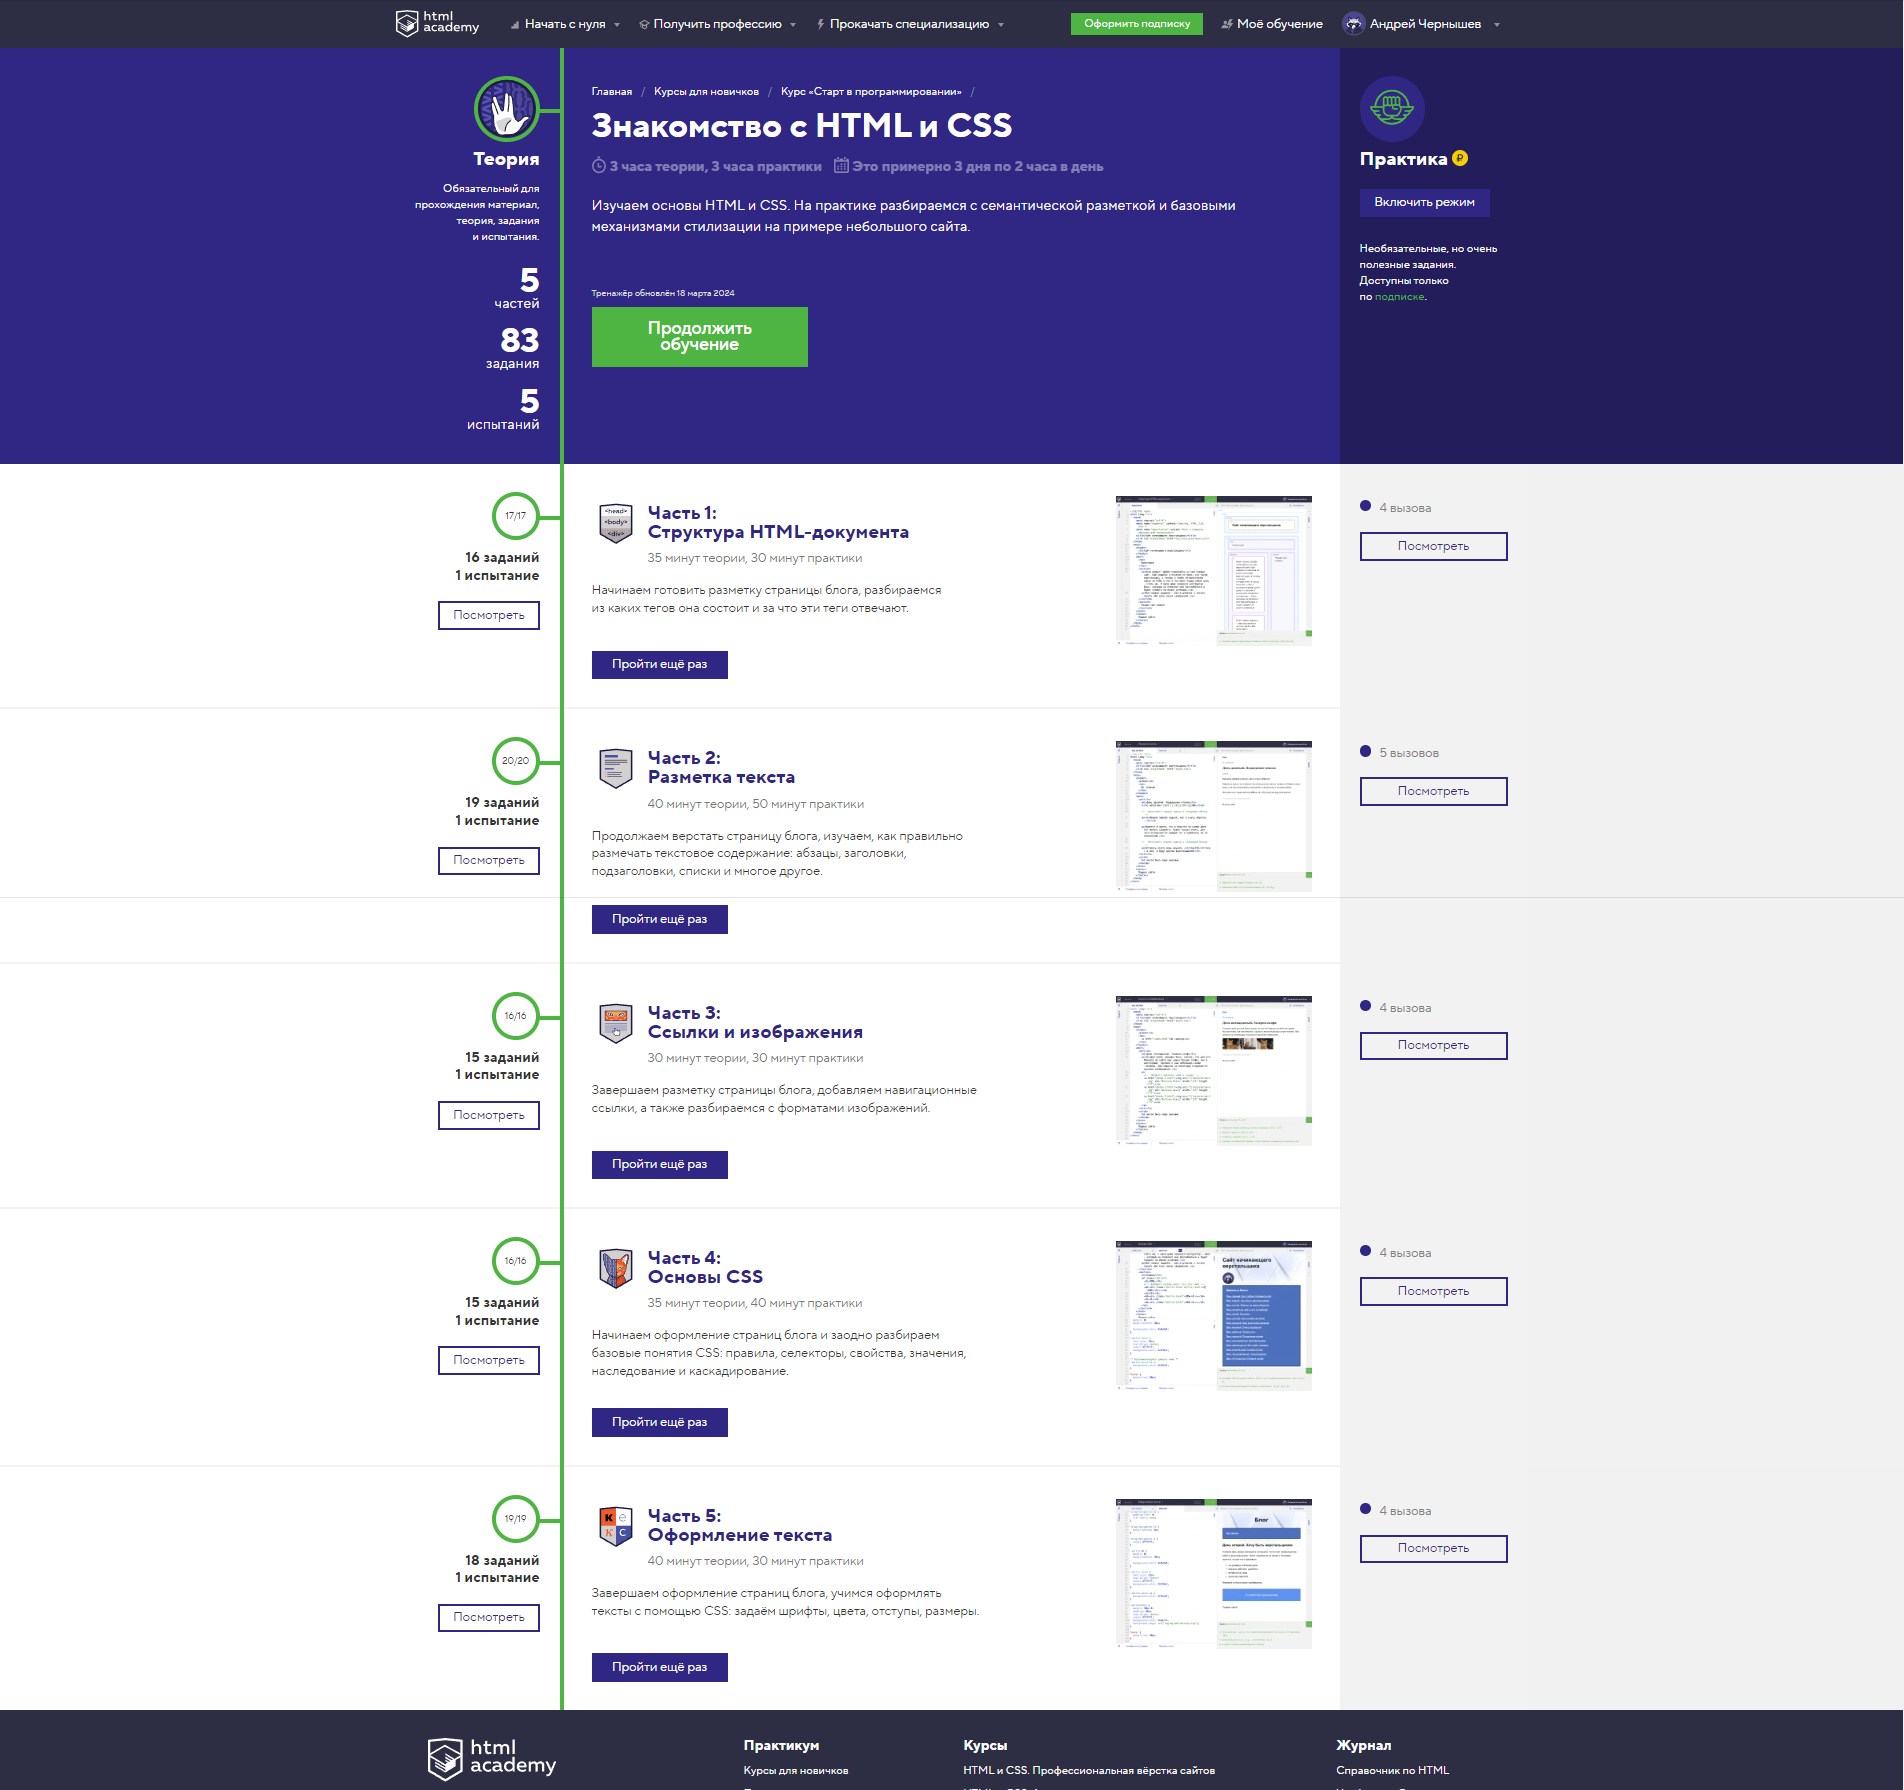 html
academy
Начать с нуля
Получить профессию
Прокачать специализацию
Оформить подписку
Моё обучение
Андрей Чернышев
Теория
Обязательный для
прохождения материал,
теория, задания
и испытания.
5
частей
83
задания
5
испытаний
Главная / Курсы для новичков / Курс «Старт в программировании» /
Знакомство с HTML и CSS
3 часа теории, 3 часа практики Это примерно 3 дня по 2 часа в день
Изучаем основы HTML и CSS. На практике разбираемся с семантической разметкой и базовыми
механизмами стилизации на примере небольшого сайта.
Тренажёр обновлён 18 марта 2024
Продолжить
обучение
Практика ₽
Включить режим
Необязательные, но очень
полезные задания.
Доступны только
по подписке.
17/17
16 заданий
1 испытание
Посмотреть
<head>
<body>
<div>
Часть 1:
Структура HTML-документа
35 минут теории, 30 минут практики
Начинаем готовить разметку страницы блога, разбираемся
из каких тегов она состоит и за что эти теги отвечают.
Пройти ещё раз
4 вызова
Посмотреть
20/20
19 заданий
1 испытание
Посмотреть
Часть 2:
Разметка текста
40 минут теории, 50 минут практики
Продолжаем верстать страницу блога, изучаем, как правильно
размечать текстовое содержание: абзацы, заголовки,
подзаголовки, списки и многое другое.
Пройти ещё раз
5 вызовов
Посмотреть
16/16
15 заданий
1 испытание
Посмотреть
Часть 3:
Ссылки и изображения
30 минут теории, 30 минут практики
Завершаем разметку страницы блога, добавляем навигационные
ссылки, а также разбираемся с форматами изображений.
Пройти ещё раз
4 вызова
Посмотреть
16/16
15 заданий
1 испытание
Посмотреть
Часть 4:
Основы CSS
35 минут теории, 40 минут практики
Начинаем оформление страниц блога и заодно разбираем
базовые понятия CSS: правила, селекторы, свойства, значения,
наследование и каскадирование.
Пройти ещё раз
Сайт начинающего
верстальщика
4 вызова
Посмотреть
19/19
18 заданий
1 испытание
Посмотреть
Часть 5:
Оформление текста
40 минут теории, 30 минут практики
Завершаем оформление страниц блога, учимся оформлять
тексты с помощью CSS: задаём шрифты, цвета, отступы, размеры.
Пройти ещё раз
Блог
4 вызова
Посмотреть
html
academy
Практикум
Курсы для новичков
Курсы
HTML и CSS. Профессиональная вёрстка сайтов
Журнал
Справочник по HTML